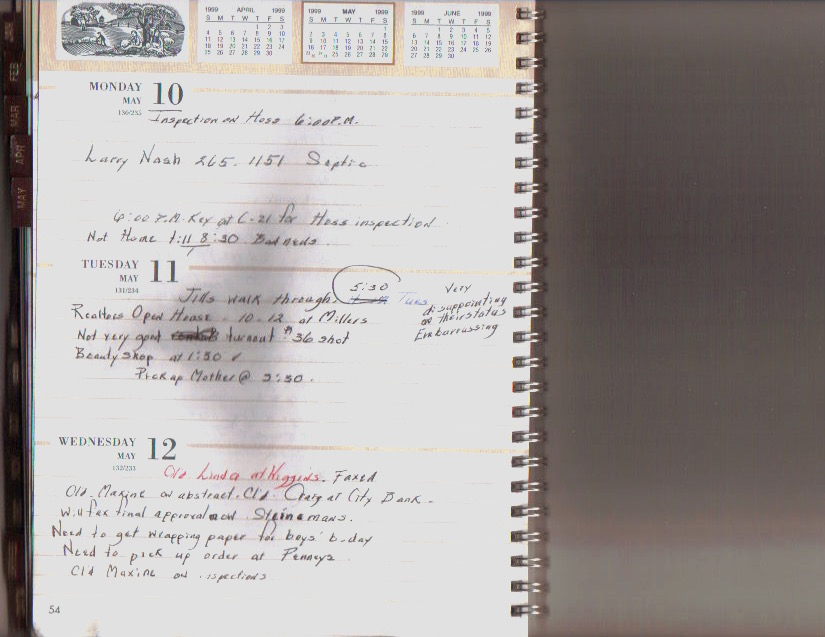 1999 APRIL 1999
S M T W T F S
1 2 3
4 5 6 7 8 9 10
11 12 13 14 15 16 17
18 19 20 21 22 23 24
25 26 27 28 29 30
1999 MAY 1999
S M T W T F S
1
2 3 4 5 6 7 8
9 10 11 12 13 14 15
16 17 18 19 20 21 22
23/30 24/31 25 26 27 28 29
1999 JUNE 1999
S M T W T F S
1 2 3 4 5
6 7 8 9 10 11 12
13 14 15 16 17 18 19
20 21 22 23 24 25 26
27 28 29 30
FEB
MAR
APR
MAY
MONDAY
MAY 10
130/235
Inspection on Hoss 6:00 P.M.
Larry Nash 265-1151 Septic
6:00 P.M. Key at C-21 for Hoss inspection
Not Home till 8:30 Bad news
TUESDAY
MAY 11
131/234
Jill's walk through 5:30 Tues
Realtors Open House - 10-12 at Millers
Not very good turnout $36 shot
Beauty Shop at 1:30 ✓
Pickup Mother @ 3:30.
Very
disappointing
on their status
Embarrassing
WEDNESDAY
MAY 12
132/233
Cld Linda at Higgins. Faxed
Cld. Maxine on abstract. Cld. Craig at City Bank -
Will fax final approval now Steinemans.
Need to get wrapping paper for boys' b-day
Need to pick up order at Penneys
Cld Maxine on inspections
54